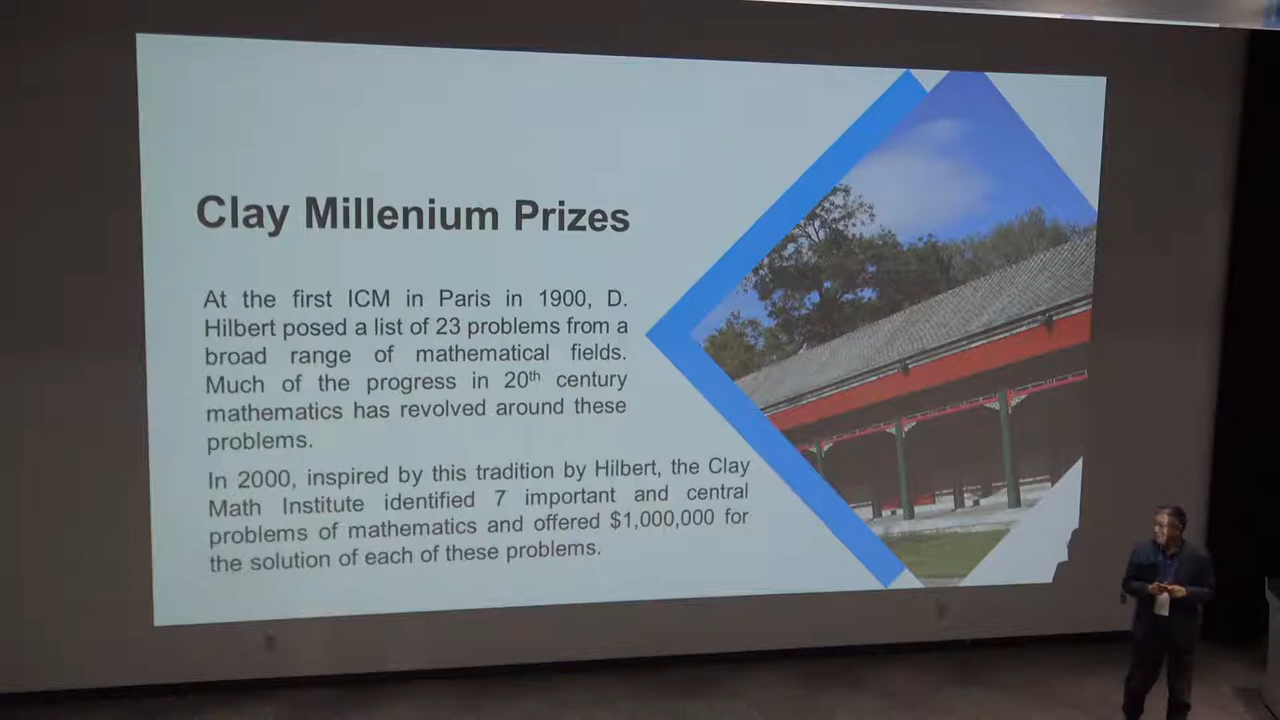 Clay Millenium Prizes
At the first ICM in Paris in 1900, D.
Hilbert posed a list of 23 problems from a
broad range of mathematical fields.
Much of the progress in 20th century
mathematics has revolved around these
problems.
In 2000, inspired by this tradition by Hilbert, the Clay
Math Institute identified 7 important and central
problems of mathematics and offered $1,000,000 for
the solution of each of these problems.